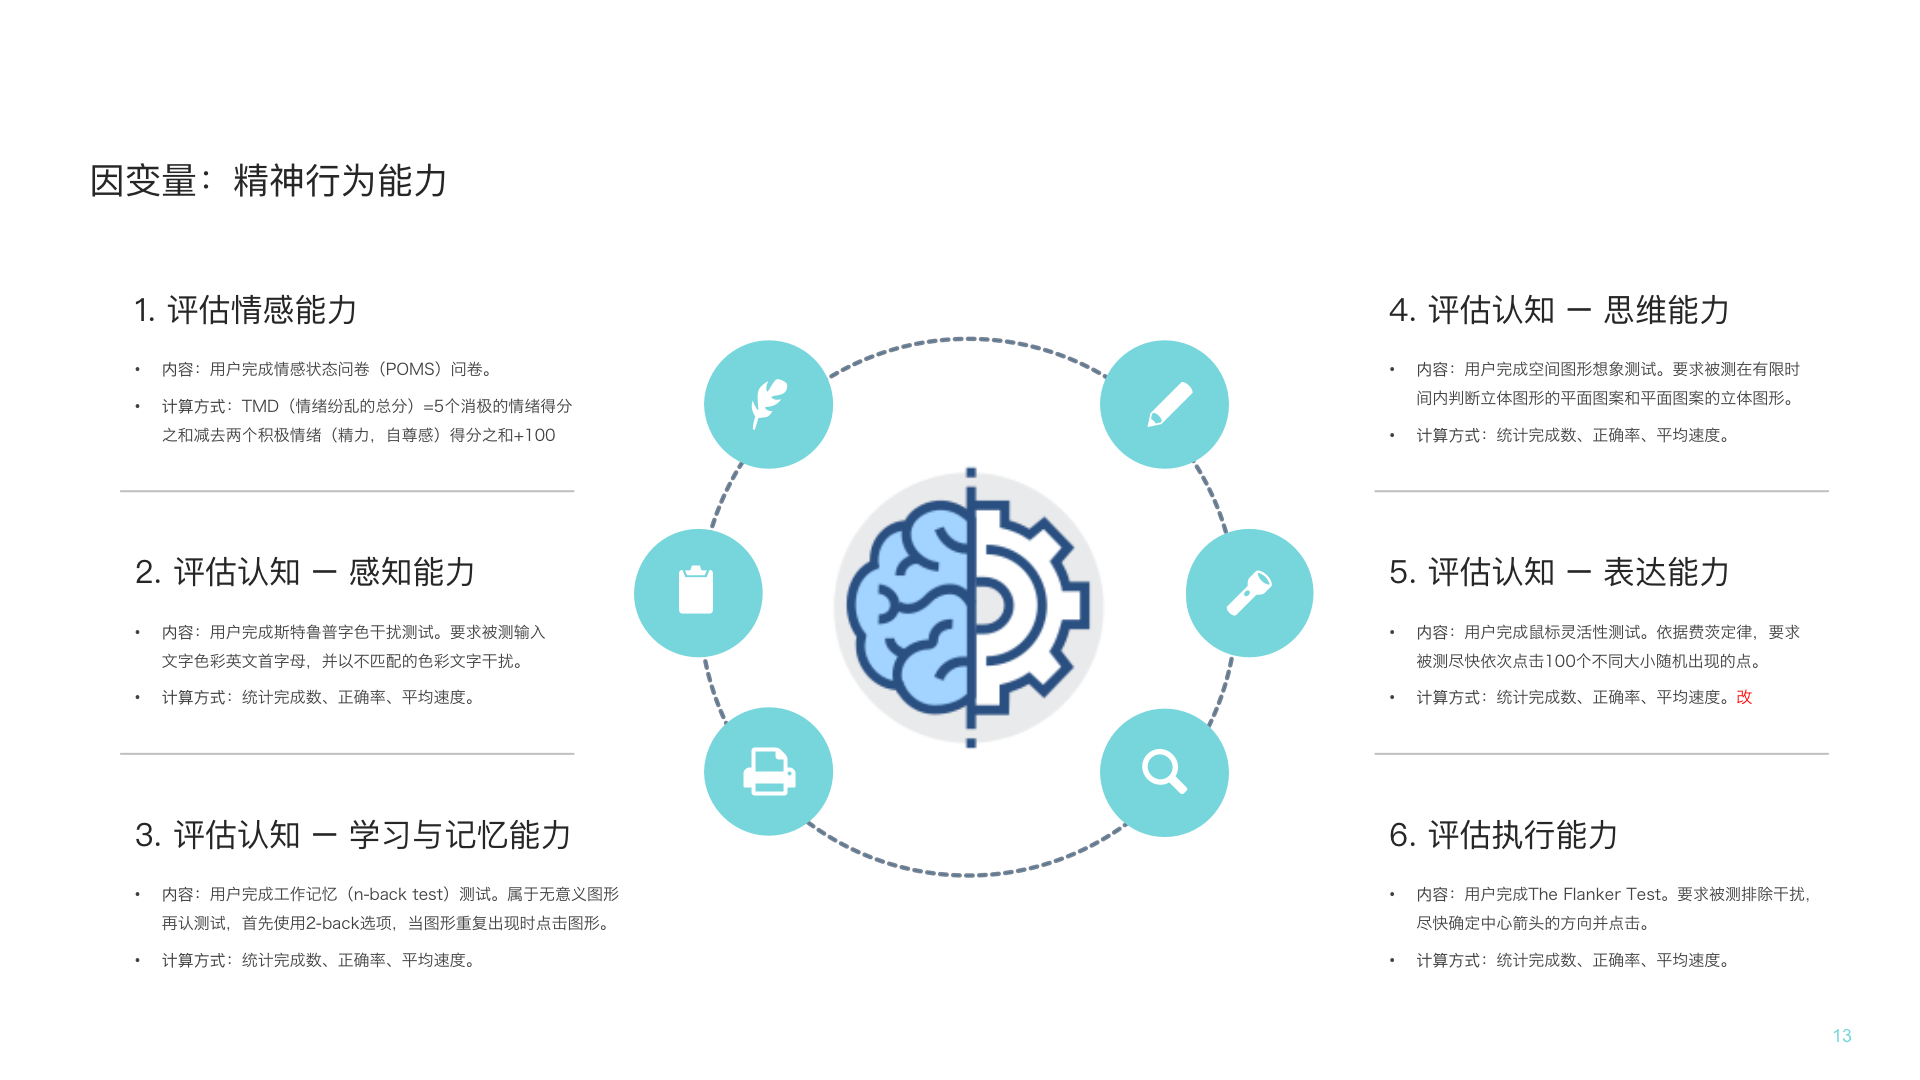 因变量：精神行为能力
1. 评估情感能力
• 内容：用户完成情感状态问卷（POMS）问卷。
• 计算方式：TMD（情绪纷乱的总分）=5个消极的情绪得分
之和减去两个积极情绪（精力，自尊感）得分之和+100
2. 评估认知 – 感知能力
• 内容：用户完成斯特鲁普字色干扰测试。要求被测输入
文字色彩英文首字母，并以不匹配的色彩文字干扰。
• 计算方式：统计完成数、正确率、平均速度。
3. 评估认知 – 学习与记忆能力
• 内容：用户完成工作记忆（n-back test）测试。属于无意义图形
再认测试，首先使用2-back选项，当图形重复出现时点击图形。
• 计算方式：统计完成数、正确率、平均速度。
4. 评估认知 – 思维能力
• 内容：用户完成空间图形想象测试。要求被测在有限时
间内判断立体图形的平面图案和平面图案的立体图形。
• 计算方式：统计完成数、正确率、平均速度。
5. 评估认知 – 表达能力
• 内容：用户完成鼠标灵活性测试。依据费茨定律，要求
被测尽快依次点击100个不同大小随机出现的点。
• 计算方式：统计完成数、正确率、平均速度。改
6. 评估执行能力
• 内容：用户完成The Flanker Test。要求被测排除干扰，
尽快确定中心箭头的方向并点击。
• 计算方式：统计完成数、正确率、平均速度。
13